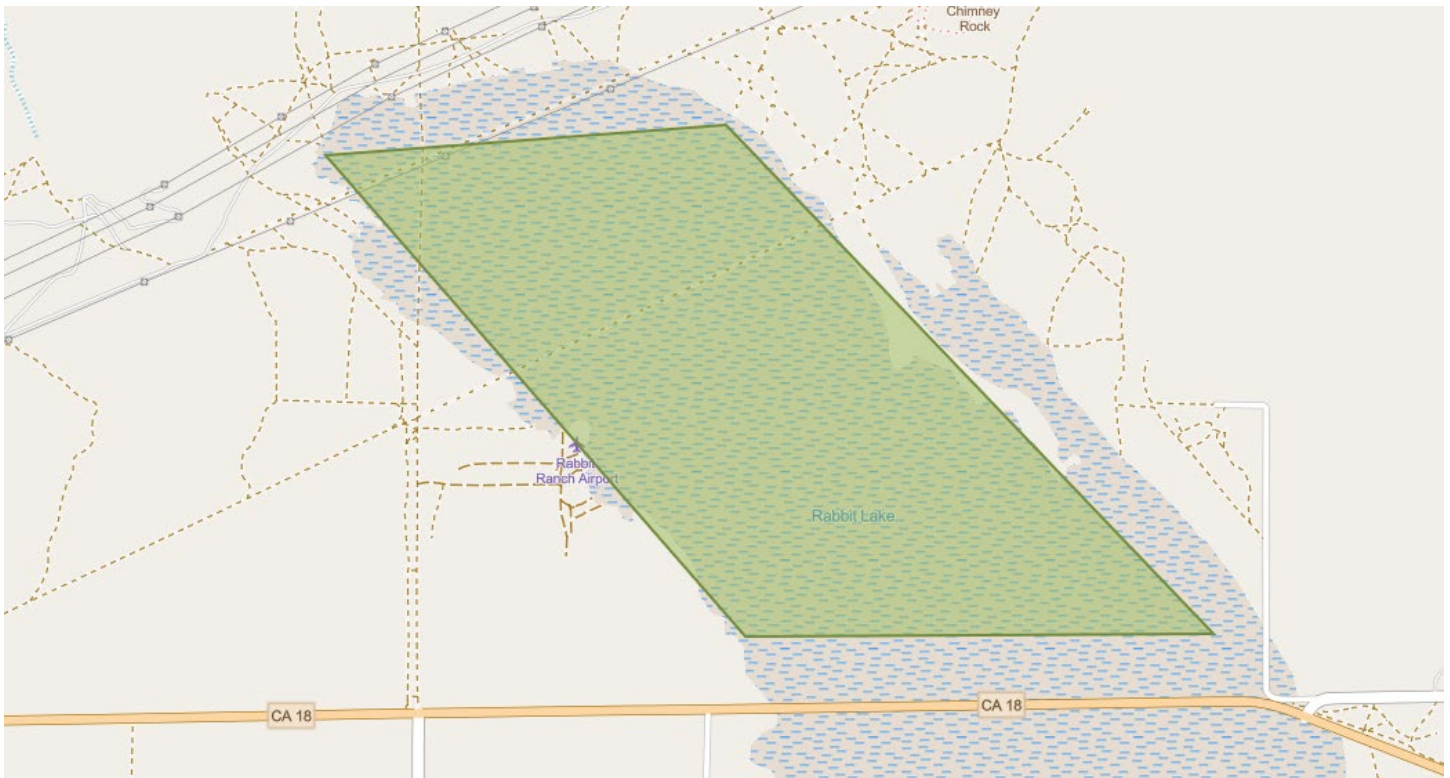 Chimney
Rock
Rabbit
Ranch Airport
Rabbit Lake
CA 18
CA 18